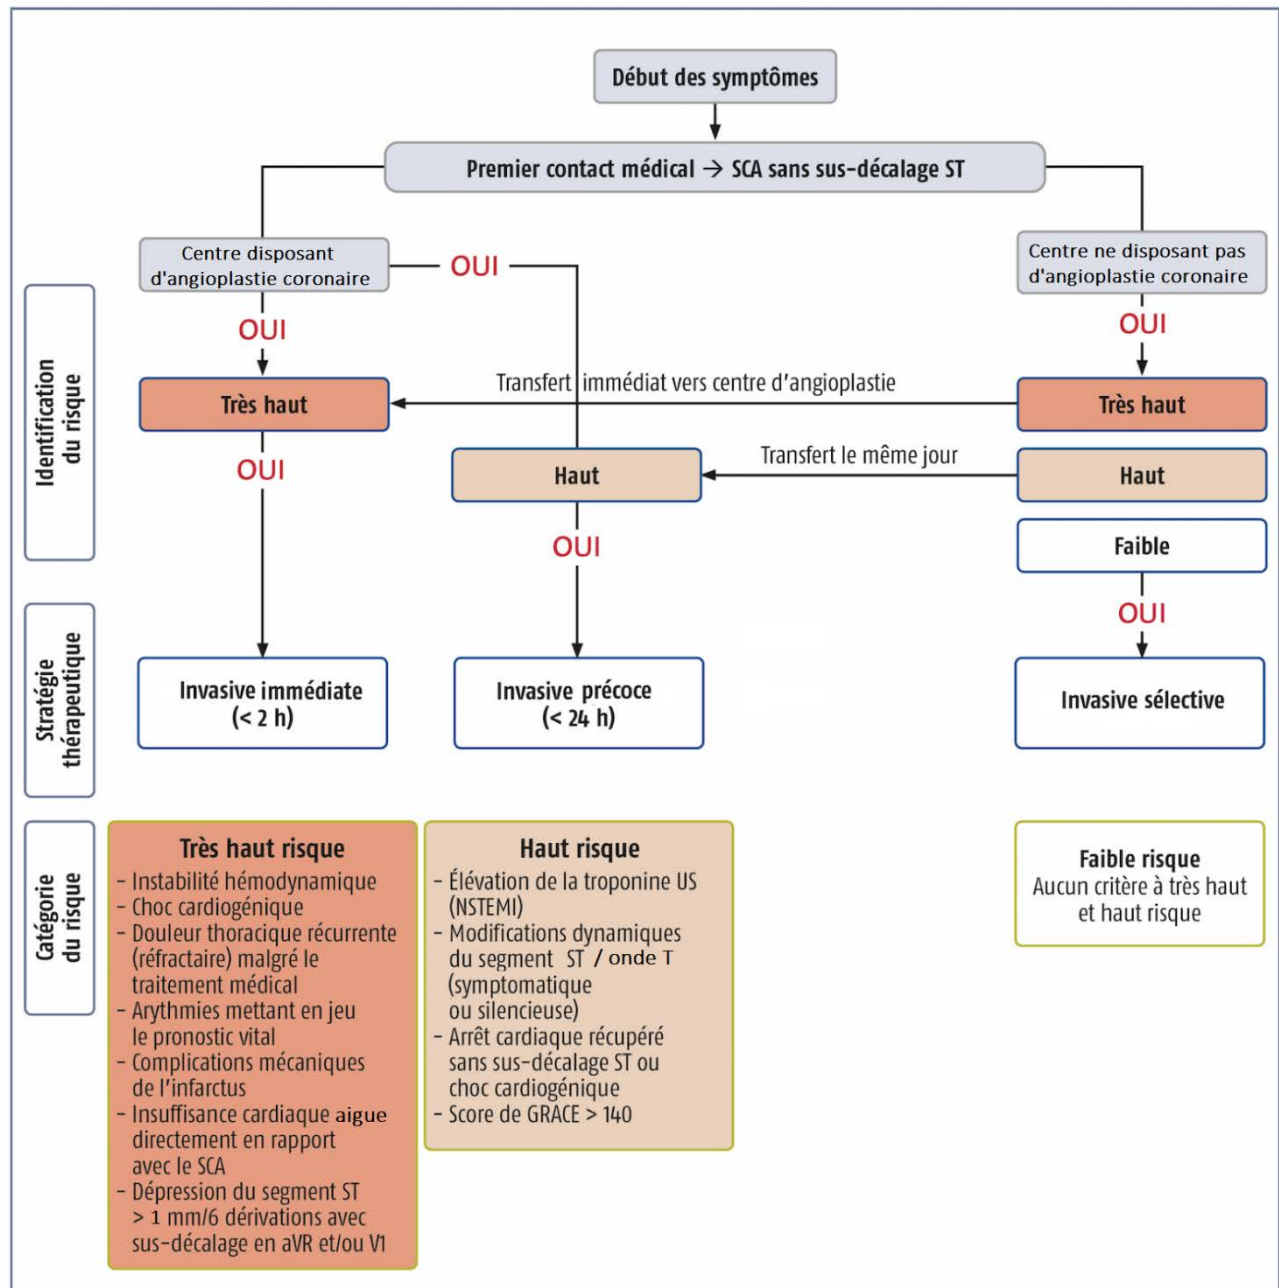 Début des symptômes
Premier contact médical → SCA sans sus-décalage ST
Centre disposant
d'angioplastie coronaire
OUI
Centre ne disposant pas
d'angioplastie coronaire
OUI
OUI
Identification
du risque
Très haut
Transfert immédiat vers centre d'angioplastie
Très haut
OUI
Haut
Transfert le même jour
Haut
OUI
Faible
OUI
Stratégie
thérapeutique
Invasive immédiate
(< 2 h)
Invasive précoce
(< 24 h)
Invasive sélective
Catégorie
du risque
Très haut risque
- Instabilité hémodynamique
- Choc cardiogénique
- Douleur thoracique récurrente
(réfractaire) malgré le
traitement médical
- Arythmies mettant en jeu
le pronostic vital
- Complications mécaniques
de l'infarctus
- Insuffisance cardiaque aigue
directement en rapport
avec le SCA
- Dépression du segment ST
> 1 mm/6 dérivations avec
sus-décalage en aVR et/ou V1
Haut risque
- Élévation de la troponine US
(NSTEMI)
- Modifications dynamiques
du segment ST / onde T
(symptomatique
ou silencieuse)
- Arrêt cardiaque récupéré
sans sus-décalage ST ou
choc cardiogénique
- Score de GRACE > 140
Faible risque
Aucun critère à très haut
et haut risque